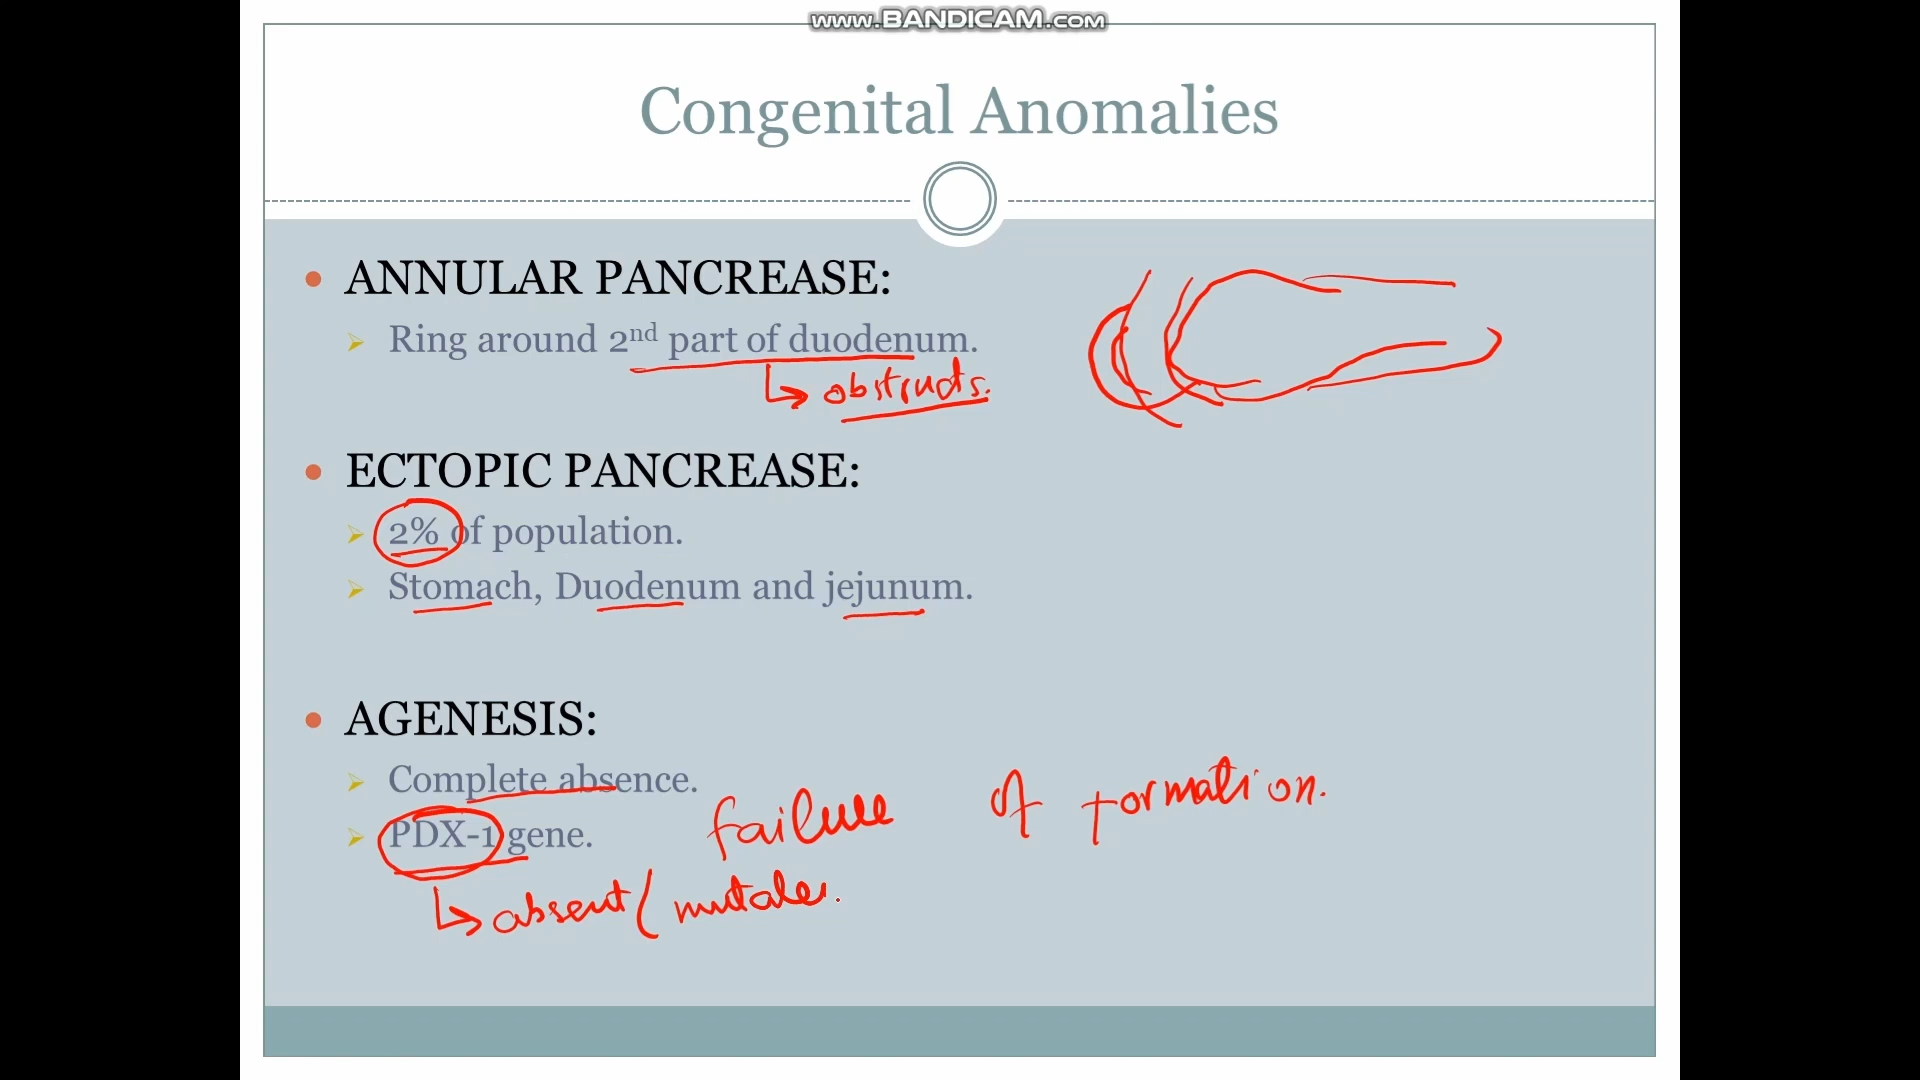 www.BANDICAM.com
Congenital Anomalies
• ANNULAR PANCREASE:
➢ Ring around 2nd part of duodenum.
↳ obstructs.
• ECTOPIC PANCREASE:
➢ 2% of population.
➢ Stomach, Duodenum and jejunum.
• AGENESIS:
➢ Complete absence.
failure of formation.
➢ PDX-1 gene.
↳ absent /